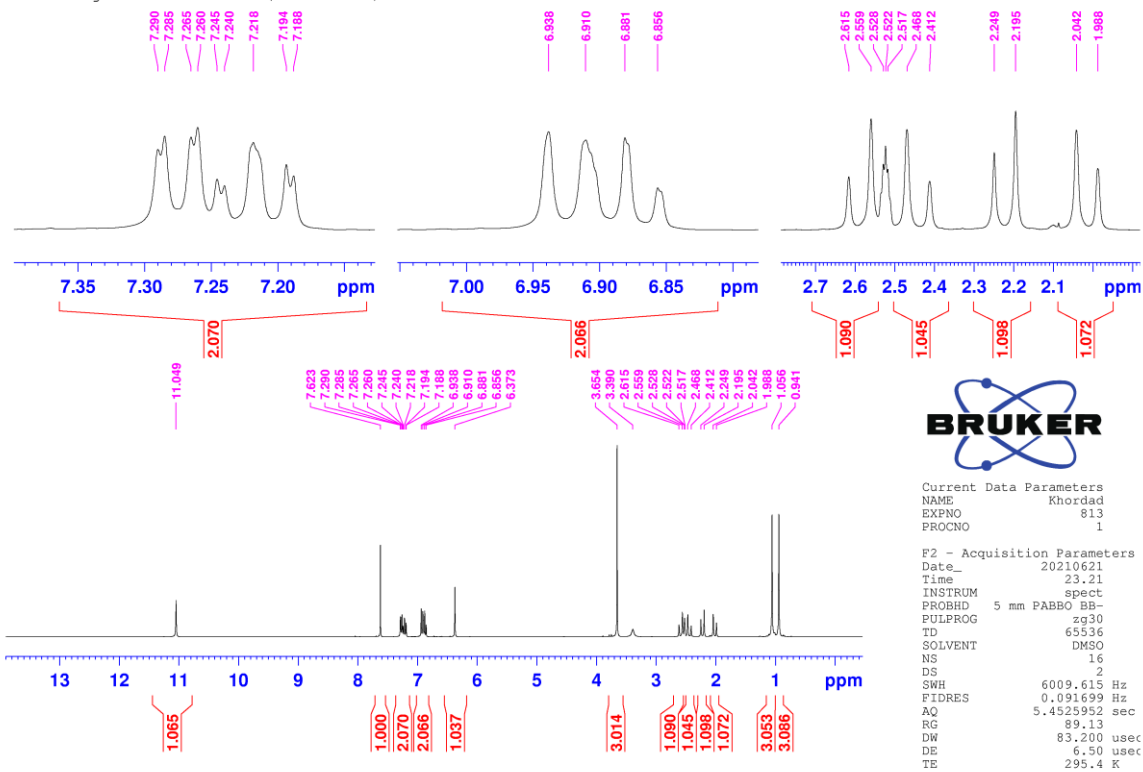 7.290 7.285 7.265 7.260 7.245 7.240 7.218 7.194 7.188
6.938 6.910 6.881 6.856
2.615 2.559 2.528 2.522 2.517 2.468 2.412 2.249 2.195 2.042 1.988
7.35 7.30 7.25 7.20 ppm
7.00 6.95 6.90 6.85 ppm
2.7 2.6 2.5 2.4 2.3 2.2 2.1 ppm
2.070
2.066
1.090 1.045 1.098 1.072
11.049
7.623 7.290 7.285 7.265 7.260 7.245 7.240 7.218 7.194 7.188 6.938 6.910 6.881 6.856 6.373
3.654 3.390 2.615 2.559 2.528 2.522 2.517 2.468 2.412 2.249 2.195 2.042 1.988 1.056 0.941
13 12 11 10 9 8 7 6 5 4 3 2 1 ppm
1.065 1.000 2.070 2.066 1.037 3.014 1.090 1.045 1.098 1.072 3.053 3.086
BRUKER
Current Data Parameters
NAME Khordad
EXPNO 813
PROCNO 1
F2 - Acquisition Parameters
Date_ 20210621
Time 23.21
INSTRUM spect
PROBHD 5 mm PABBO BB-
PULPROG zg30
TD 65536
SOLVENT DMSO
NS 16
DS 2
SWH 6009.615 Hz
FIDRES 0.091699 Hz
AQ 5.4525952 sec
RG 89.13
DW 83.200 usec
DE 6.50 usec
TE 295.4 K